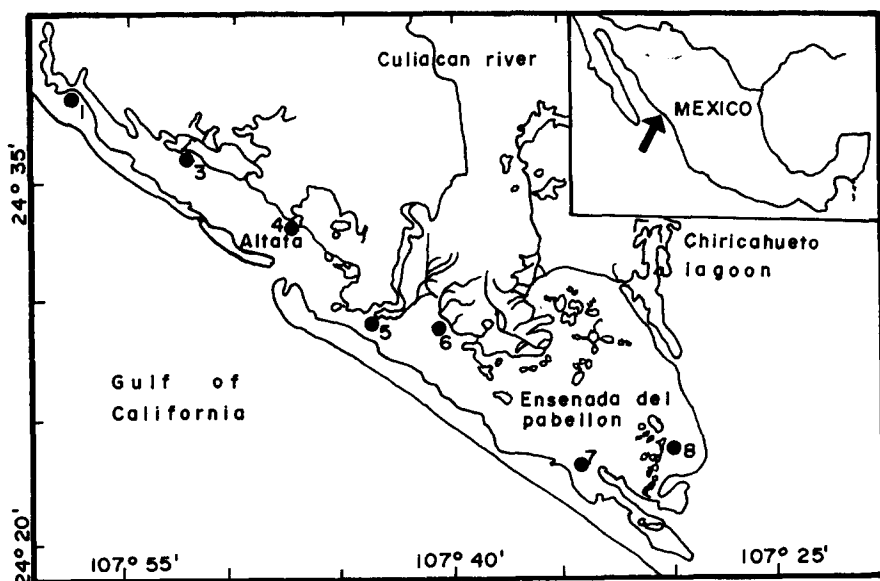 Culiacan river
MEXICO
1
3
24° 35'
4
Altata
Chiricahueto
lagoon
5
6
Gulf of
California
Ensenada del
pabellon
7
8
24° 20'
107° 55'
107° 40'
107° 25'